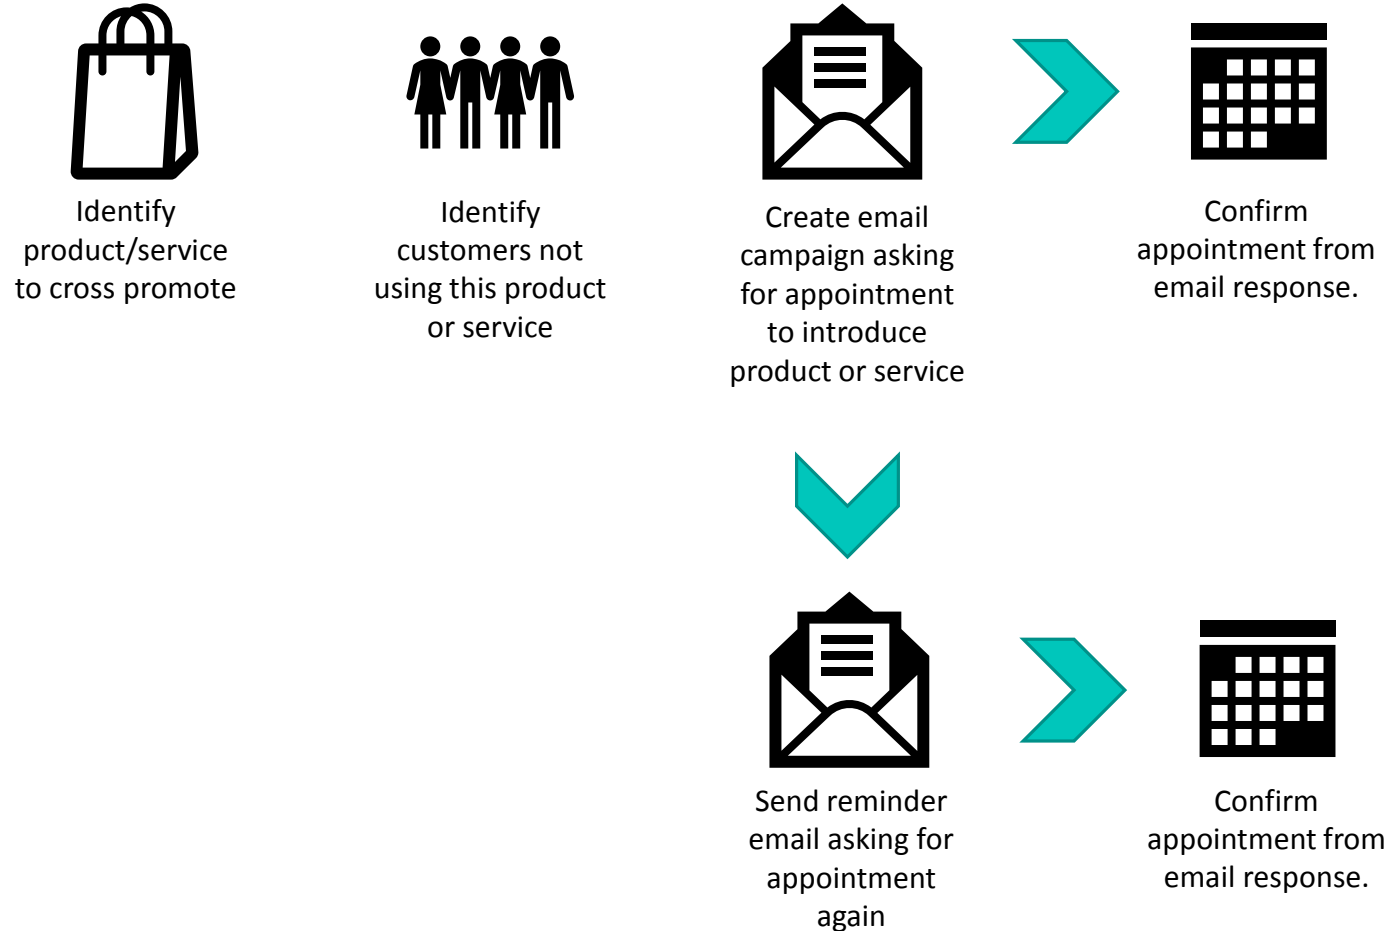 Identify
product/service
to cross promote
Identify
customers not
using this product
or service
Create email
campaign asking
for appointment
to introduce
product or service
Confirm
appointment from
email response.
Send reminder
email asking for
appointment
again
Confirm
appointment from
email response.